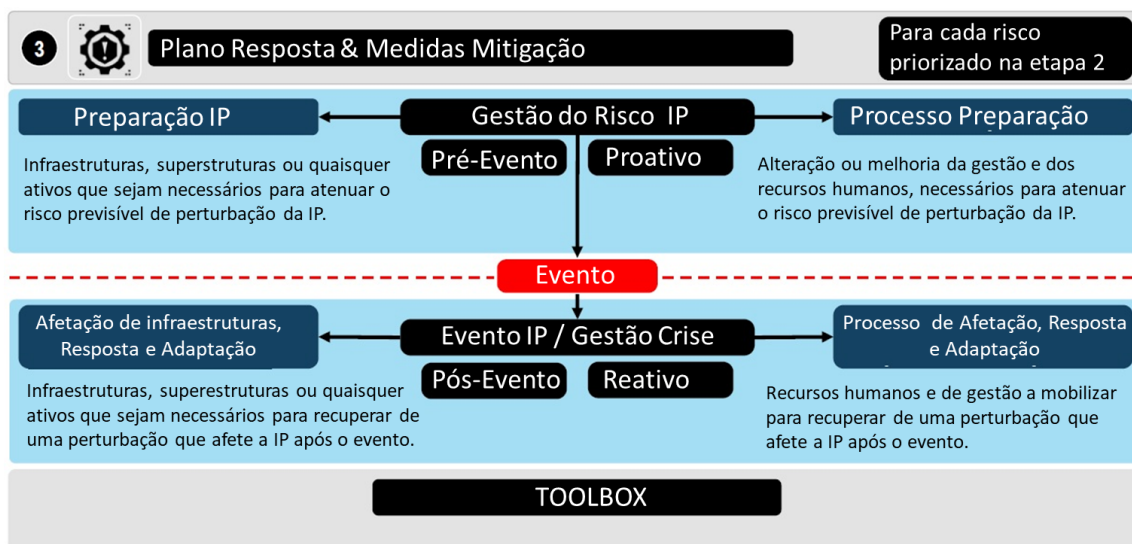 3
Plano Resposta & Medidas Mitigação
Para cada risco
priorizado na etapa 2
Preparação IP
Gestão do Risco IP
Processo Preparação
Pré-Evento
Proativo
Infraestruturas, superstruturas ou quaisquer
ativos que sejam necessários para atenuar o
risco previsível de perturbação da IP.
Alteração ou melhoria da gestão e dos
recursos humanos, necessários para atenuar
o risco previsível de perturbação da IP.
Evento
Afetação de infraestruturas,
Resposta e Adaptação
Evento IP / Gestão Crise
Processo de Afetação, Resposta
e Adaptação
Pós-Evento
Reativo
Infraestruturas, superestruturas ou quaisquer
ativos que sejam necessários para recuperar de
uma perturbação que afete a IP após o evento.
Recursos humanos e de gestão a mobilizar
para recuperar de uma perturbação que
afete a IP após o evento.
TOOLBOX